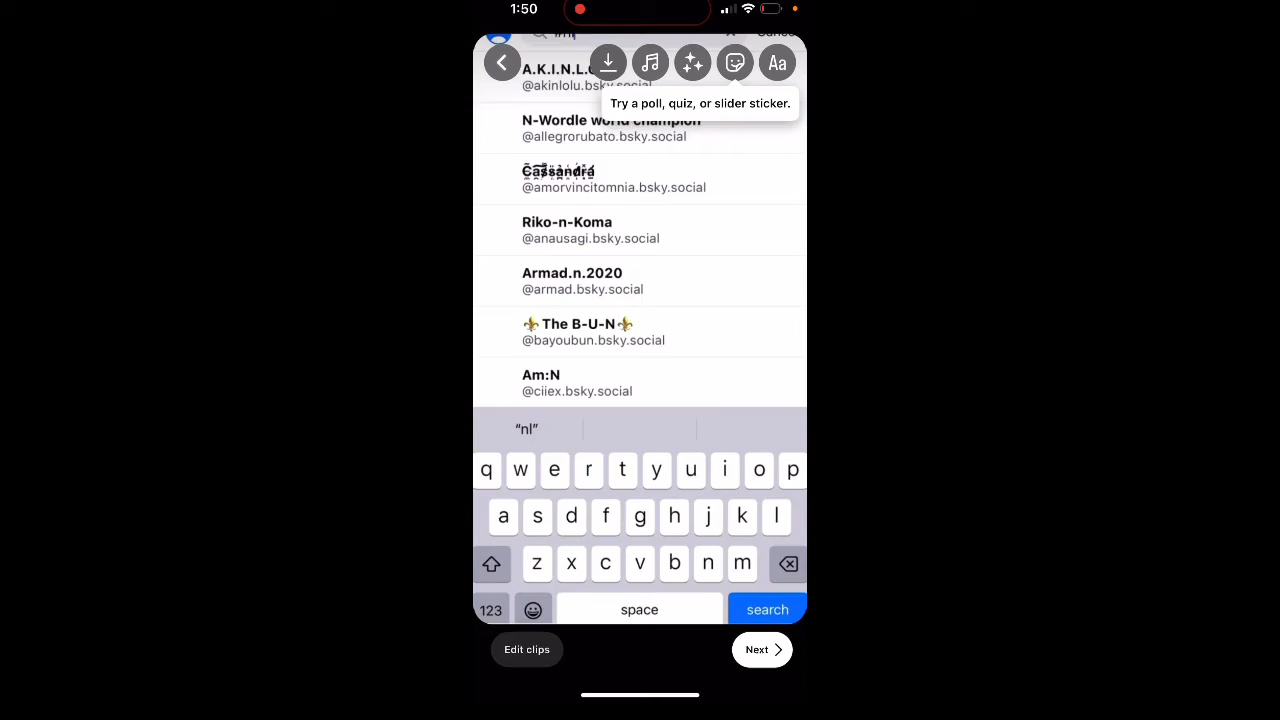 1:50
A.K.I.N.L.
@akinlolu.bsky.social
Aa
Try a poll, quiz, or slider sticker.
N-Wordle world champion
@allegrorubato.bsky.social
Cassandra
@amorvincitomnia.bsky.social
Riko-n-Koma
@anausagi.bsky.social
Armad.n.2020
@armad.bsky.social
⚜️ The B-U-N⚜️
@bayoubun.bsky.social
Am:N
@ciiex.bsky.social
“nl”
q w e r t y u i o p
a s d f g h j k l
z x c v b n m
123 space search
Edit clips Next